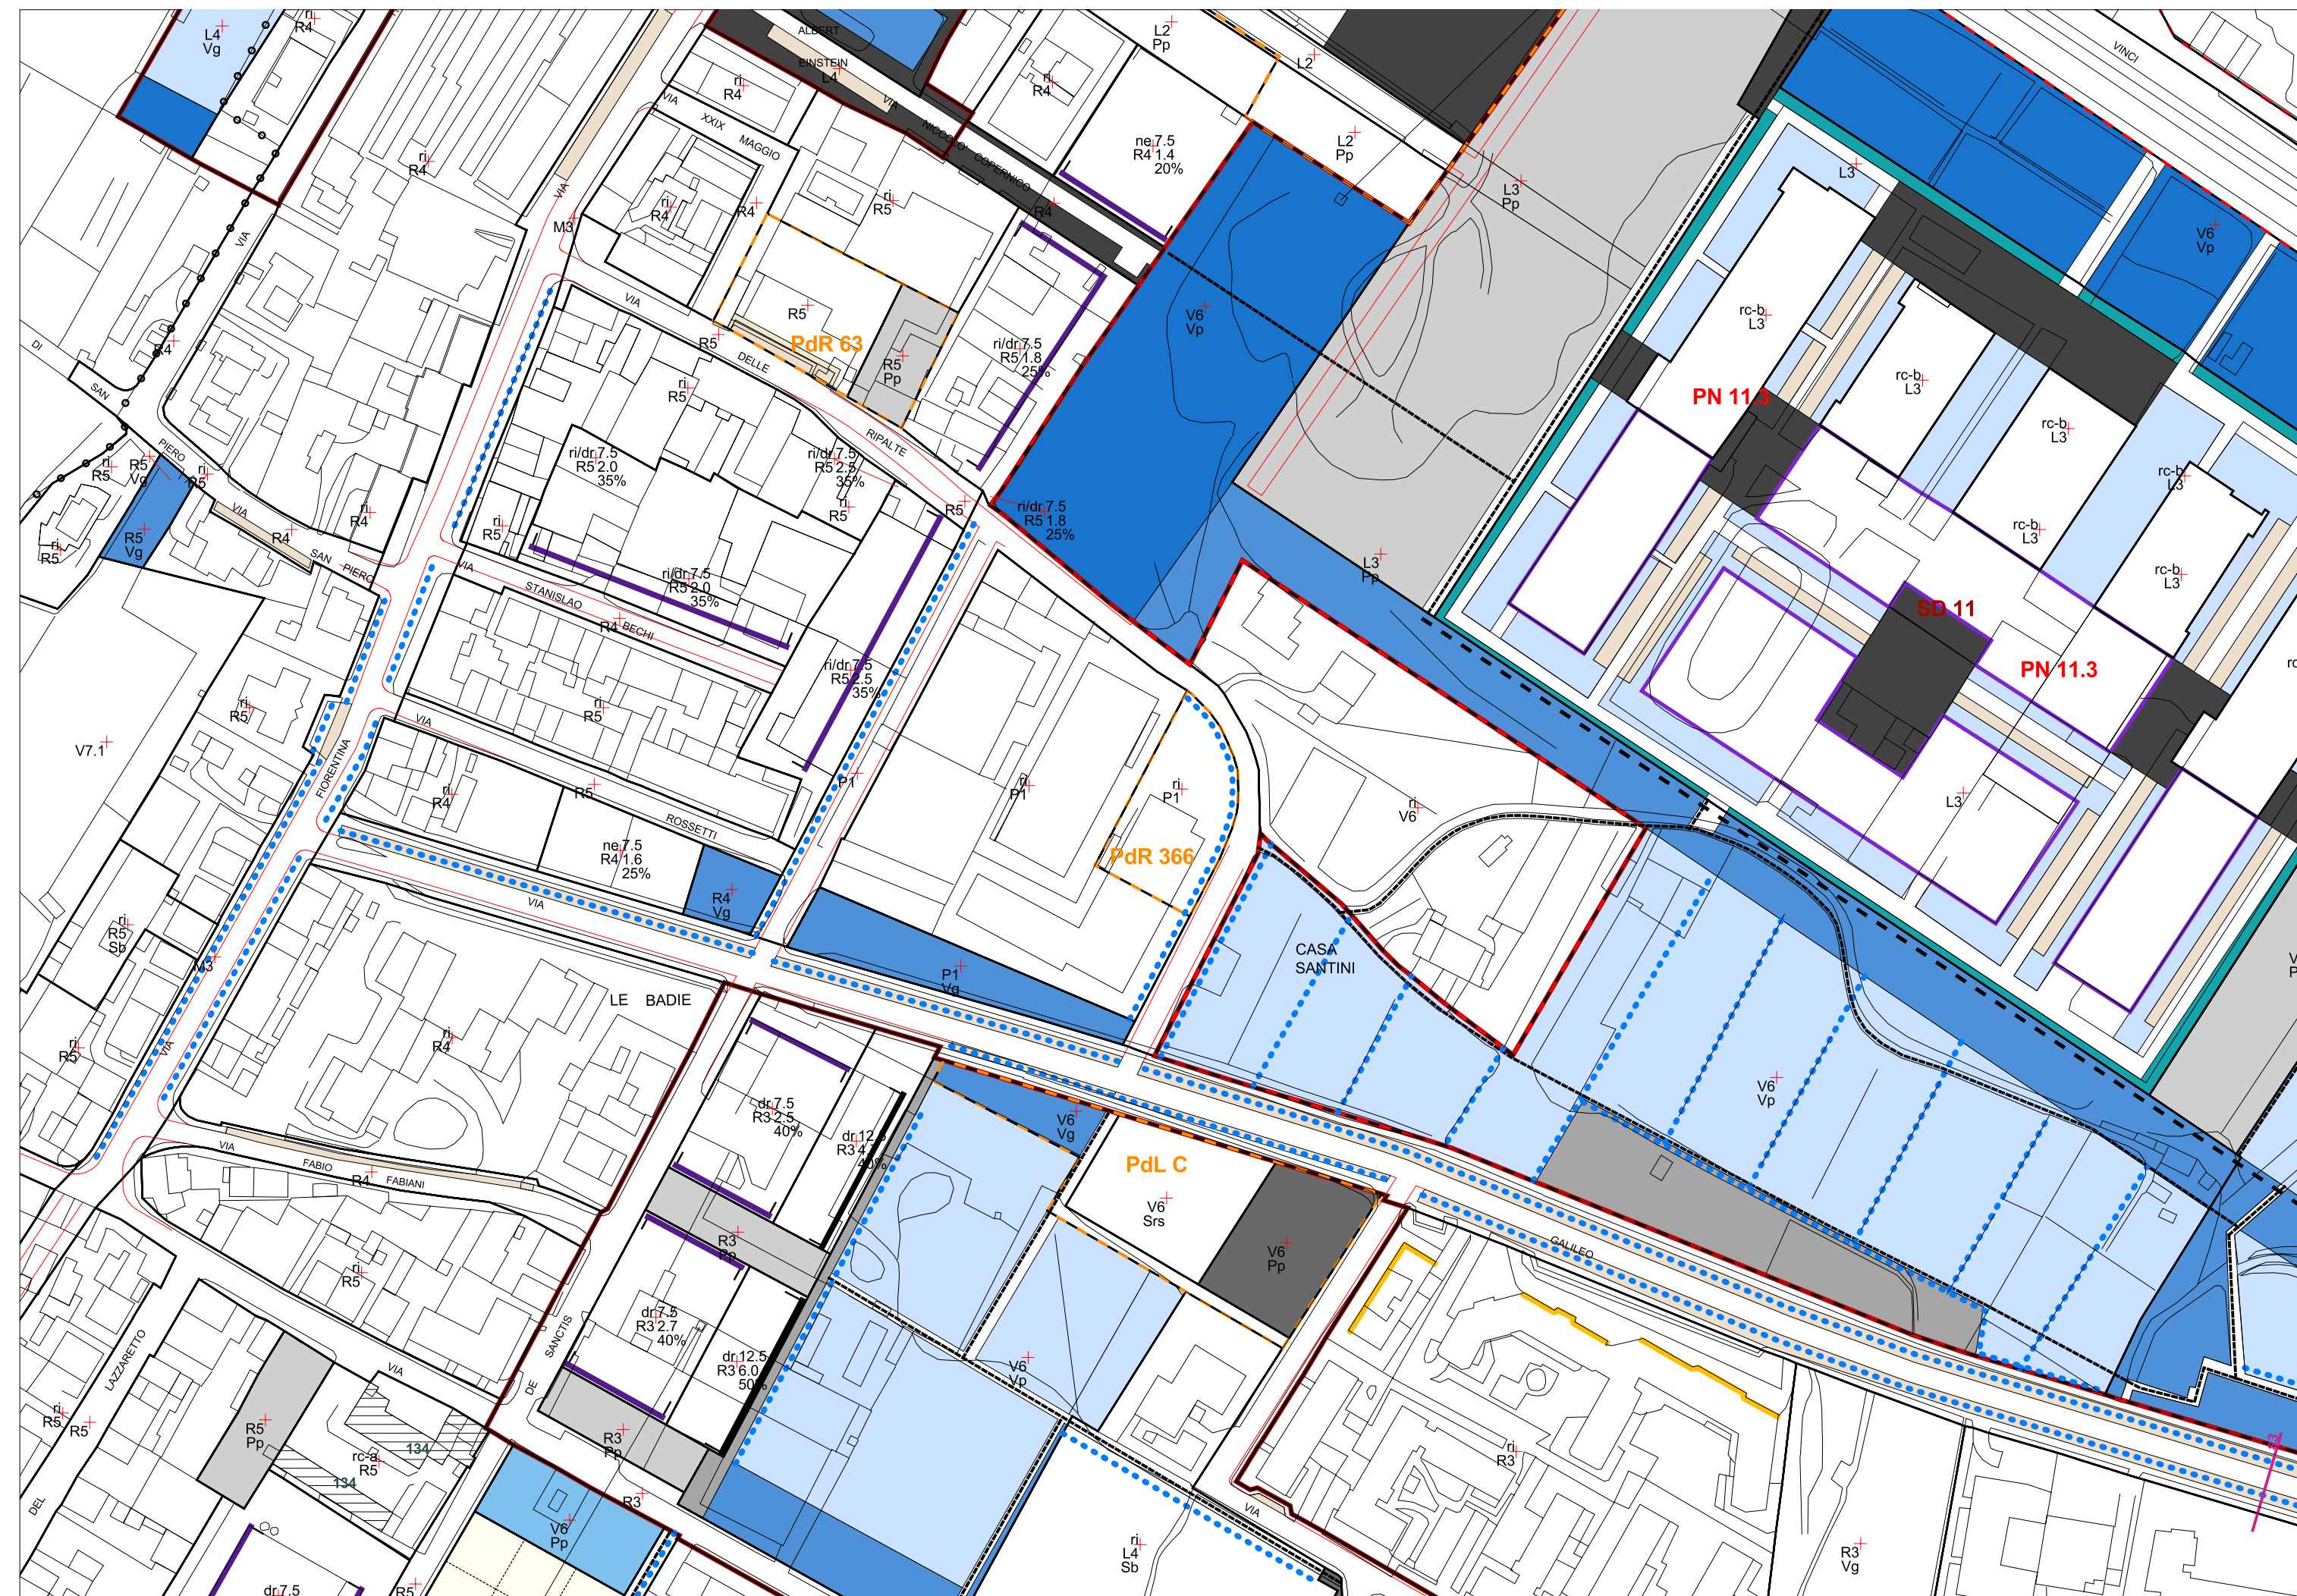 L4
Vg
ri
R4
ALBERT
EINSTEIN
L4
VIA
NICCOLO'
COPERNICO
L2
Pp
L2
VINCI
ri
R4
VIA
XXIX
MAGGIO
ri
R4
ne 7.5
R4 1.4
20%
L2
Pp
L3
Pp
L3
V6
Vp
ri
R4
VIA
M3
ri
R4
R4
ri
R5
R4
VIA
DI
SAN
PIERO
R4
VIA
DELLE
RIPALTE
R5
R5
PdR 63
R5
Pp
ri/dr 7.5
R5 1.8
25%
V6
Vp
rc-b
L3
PN 11.3
rc-b
L3
rc-b
L3
rc-b
L3
rc-b
L3
rc-b
L3
ri
R5
ri/dr 7.5
R5 2.0
35%
ri/dr 7.5
R5 2.5
35%
ri
R5
R5
ri/dr 7.5
R5 1.8
25%
L3
Pp
ri
R5
R5
Vg
ri
R5
R5
Vg
ri
R5
VIA
SAN
PIERO
R4
ri
R4
ri
R5
VIA
STANISLAO
BECHI
R4
ri/dr 7.5
R5 2.0
35%
ri/dr 7.5
R5 2.5
35%
SD 11
PN 11.3
L3
V7.1
ri
R5
FIORENTINA
VIA
ri
R5
R5
ROSSETTI
ri
R4
P1
ri
P1
ri
P1
PdR 366
ri
V6
ne 7.5
R4 1.6
25%
R4
Vg
VIA
P1
Vg
CASA
SANTINI
ri
R5
Sb
M3
VIA
ri
R5
LE BADIE
ri
R4
V6
Vp
dr 7.5
R3 2.5
40%
V6
Vg
PdL C
V6
Srs
V6
Pp
GALILEO
VIA
FABIO
FABIANI
R4
ri
R5
R3
Pp
dr 7.5
R3 2.7
40%
dr 12.5
R3 6.0
50%
V6
Vp
LAZZARETTO
DEL
VIA
DE
SANCTIS
ri
R5
R5
R5
Pp
134
rc-a
R5
134
R3
Pp
R3
V6
Pp
ri
R3
VIA
ri
L4
Sb
R3
Vg
dr 7.5
R5